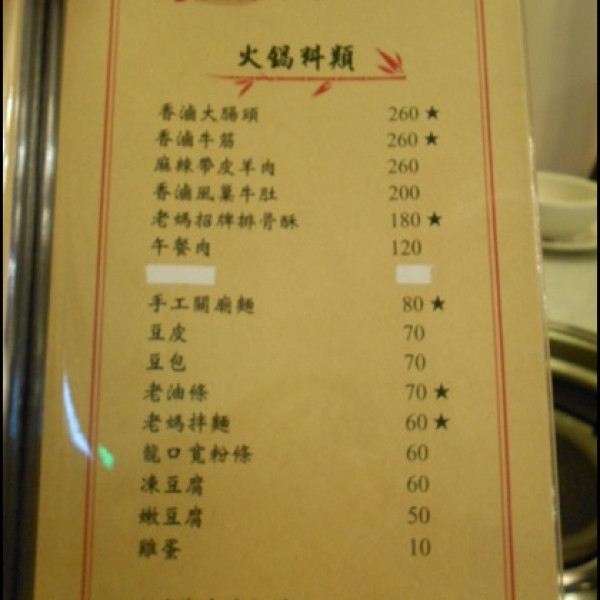 火鍋料類
香滷大腸頭 260 ★
香滷牛筋 260 ★
麻辣帶皮羊肉 260
香滷風巢牛肚 200
老媽招牌排骨酥 180 ★
午餐肉 120
手工關廟麵 80 ★
豆皮 70
豆包 70
老油條 70 ★
老媽拌麵 60 ★
龍口寬粉條 60
凍豆腐 60
嫩豆腐 50
雞蛋 10